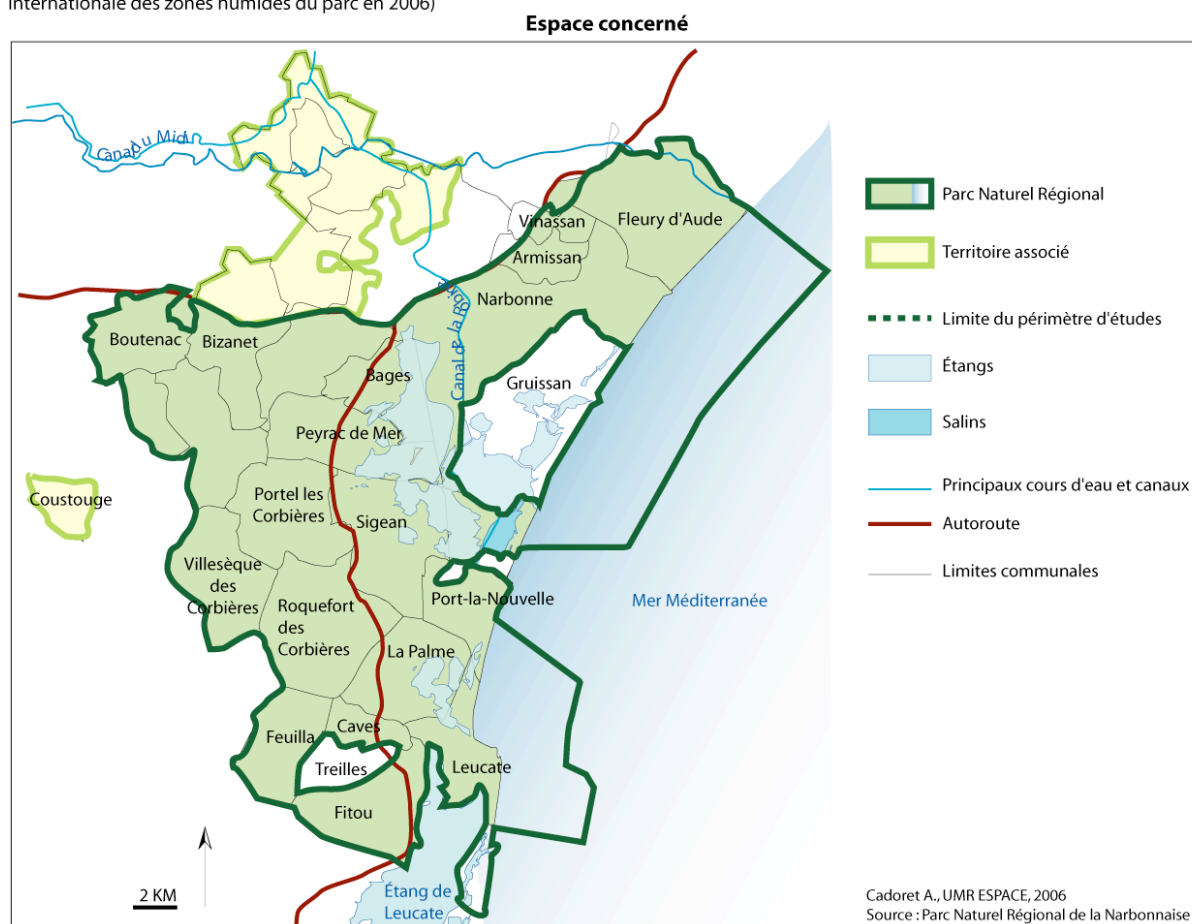 internationale des zones humides du parc en 2006)
Espace concerné
Canal du Midi
Vinassan
Fleury d'Aude
Armissan
Narbonne
Canal de la Robine
Boutenac
Bizanet
Bages
Gruissan
Peyrac de Mer
Coustouge
Portel les
Corbières
Sigean
Villesèque
des
Corbières
Roquefort
des
Corbières
Port-la-Nouvelle
Mer Méditerranée
La Palme
Feuilla
Caves
Treilles
Leucate
Fitou
Étang de
Leucate
2 KM
Parc Naturel Régional
Territoire associé
Limite du périmètre d'études
Étangs
Salins
Principaux cours d'eau et canaux
Autoroute
Limites communales
Cadoret A., UMR ESPACE, 2006
Source : Parc Naturel Régional de la Narbonnaise